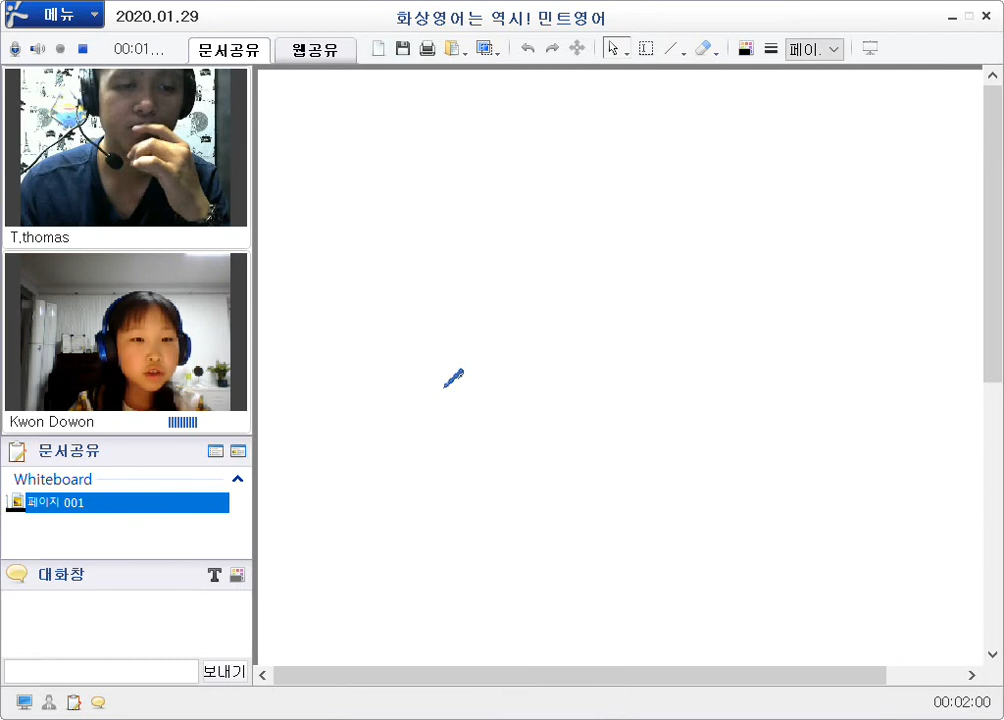 메뉴
2020.01.29
화상영어는 역시! 민트영어
00:01...
문서공유
웹공유
페이.
T.thomas
Kwon Dowon
문서공유
Whiteboard
페이지 001
대화창
T
보내기
00:02:00